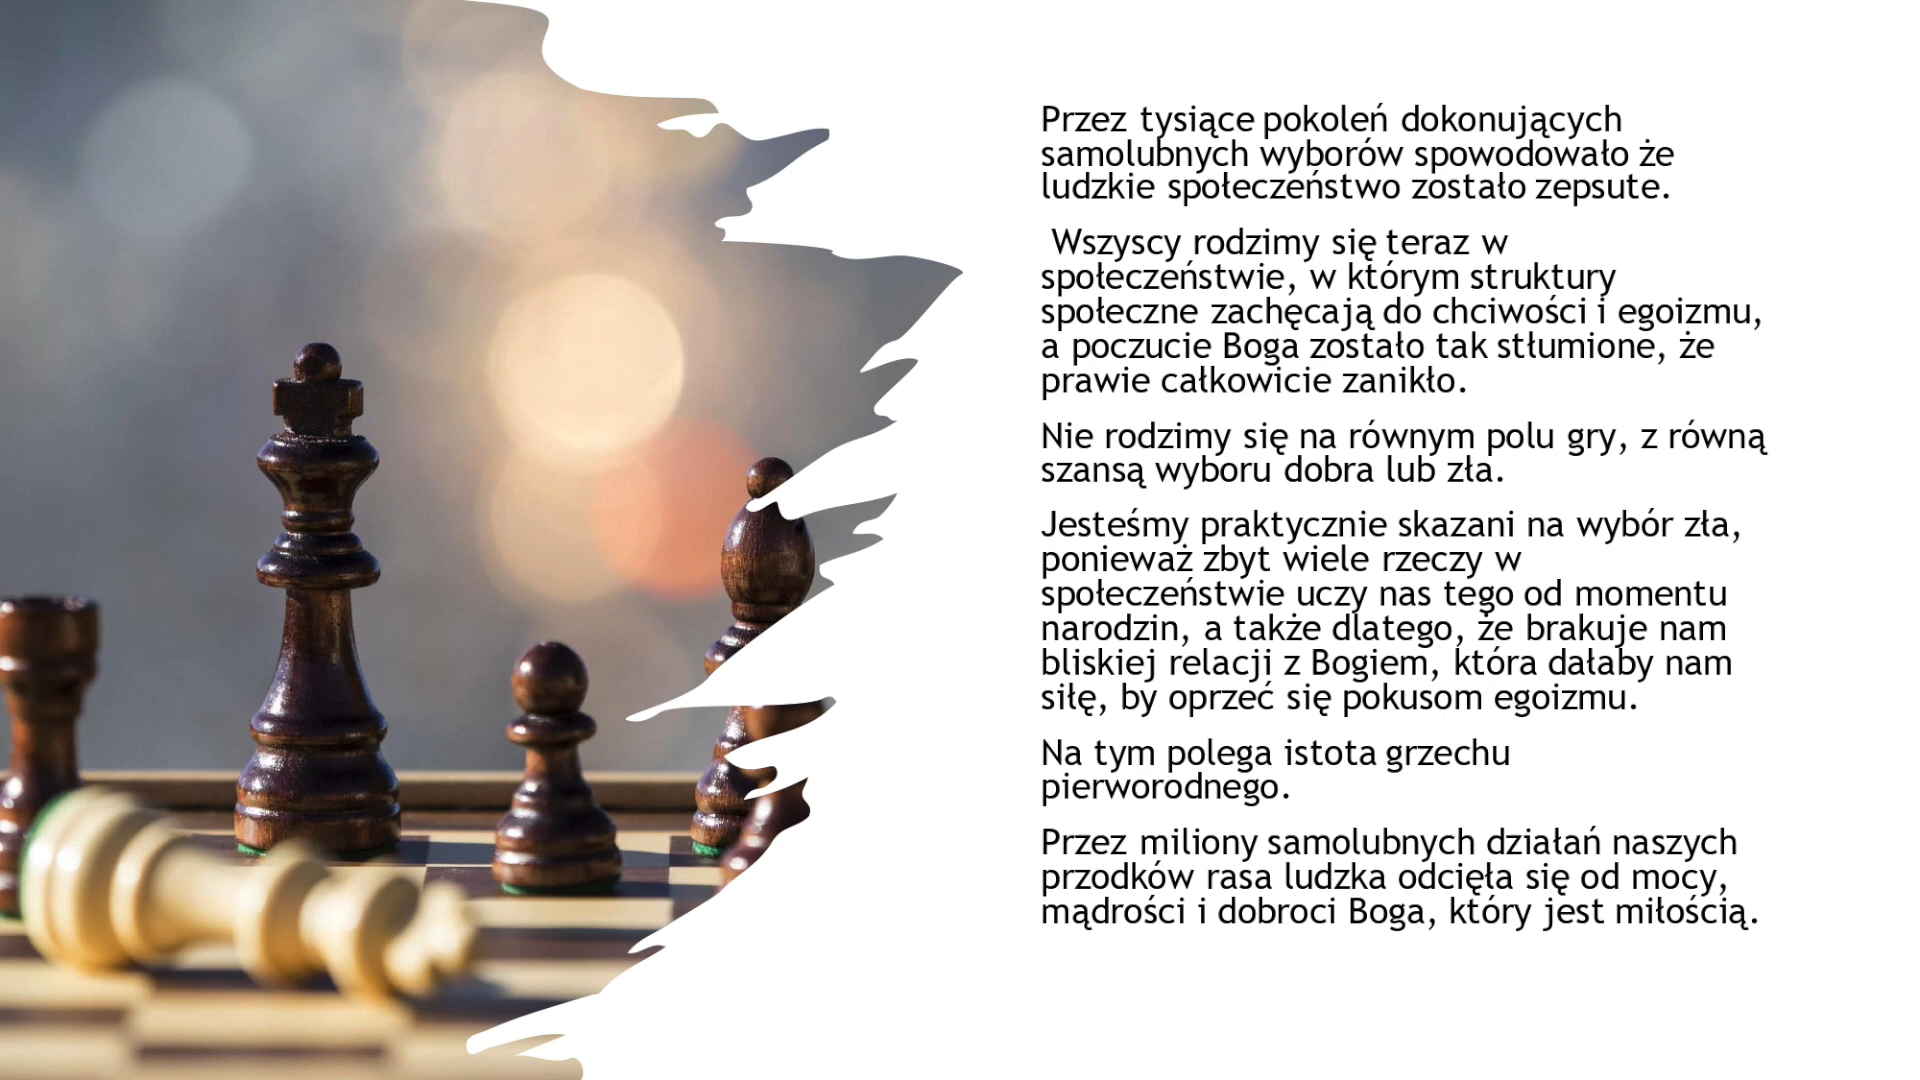 Przez tysiące pokoleń dokonujących
samolubnych wyborów spowodowało że
ludzkie społeczeństwo zostało zepsute.
Wszyscy rodzimy się teraz w
społeczeństwie, w którym struktury
społeczne zachęcają do chciwości i egoizmu,
a poczucie Boga zostało tak stłumione, że
prawie całkowicie zanikło.
Nie rodzimy się na równym polu gry, z równą
szansą wyboru dobra lub zła.
Jesteśmy praktycznie skazani na wybór zła,
ponieważ zbyt wiele rzeczy w
społeczeństwie uczy nas tego od momentu
narodzin, a także dlatego, że brakuje nam
bliskiej relacji z Bogiem, która dałaby nam
siłę, by oprzeć się pokusom egoizmu.
Na tym polega istota grzechu
pierworodnego.
Przez miliony samolubnych działań naszych
przodków rasa ludzka odcięła się od mocy,
mądrości i dobroci Boga, który jest miłością.